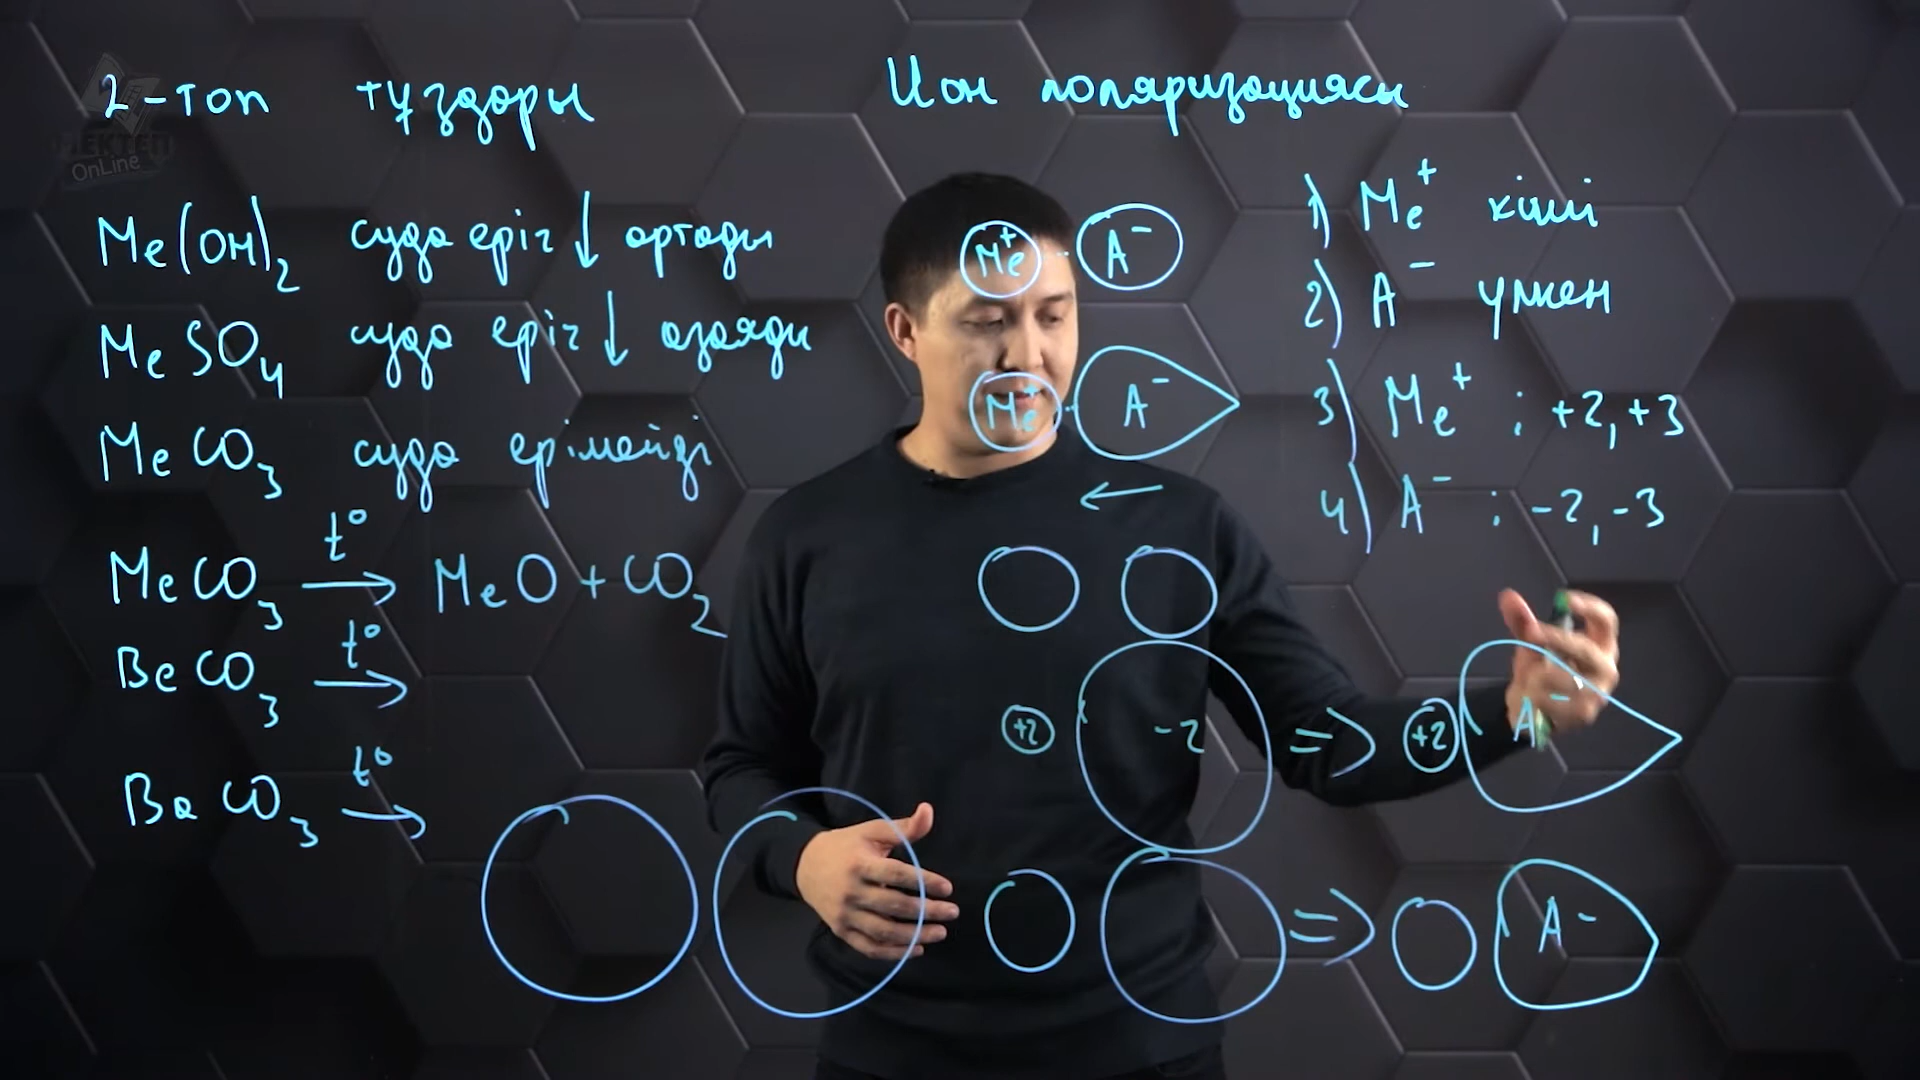 2-топ тұздары
Me(OH)₂ суда еріг ↓ артады
MeSO₄ суда еріг ↓ азаяды
MeCO₃ суда ерімейді
MeCO₃ t° → MeO + CO₂
BeCO₃ t° →
BaCO₃ t° →
Ион поляризациясы
Me⁺ A⁻
Me⁺ A⁻
←
+2 -2 => +2 A⁻
=> A⁻
1) Me⁺ кіші
2) A⁻ үлкен
3) Me⁺ : +2, +3
4) A⁻ : -2, -3
МЕКТЕП
OnLine